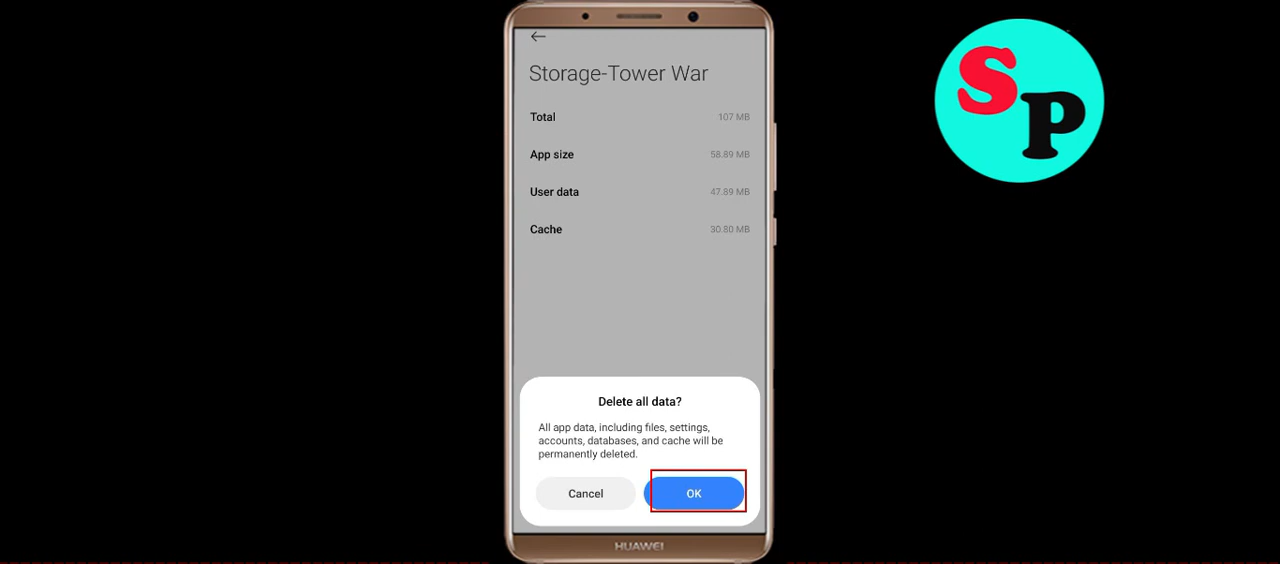 Storage-Tower War
Total 107 MB
App size 58.89 MB
User data 47.89 MB
Cache 30.80 MB
Delete all data?
All app data, including files, settings,
accounts, databases, and cache will be
permanently deleted.
Cancel OK
HUAWEI
SP